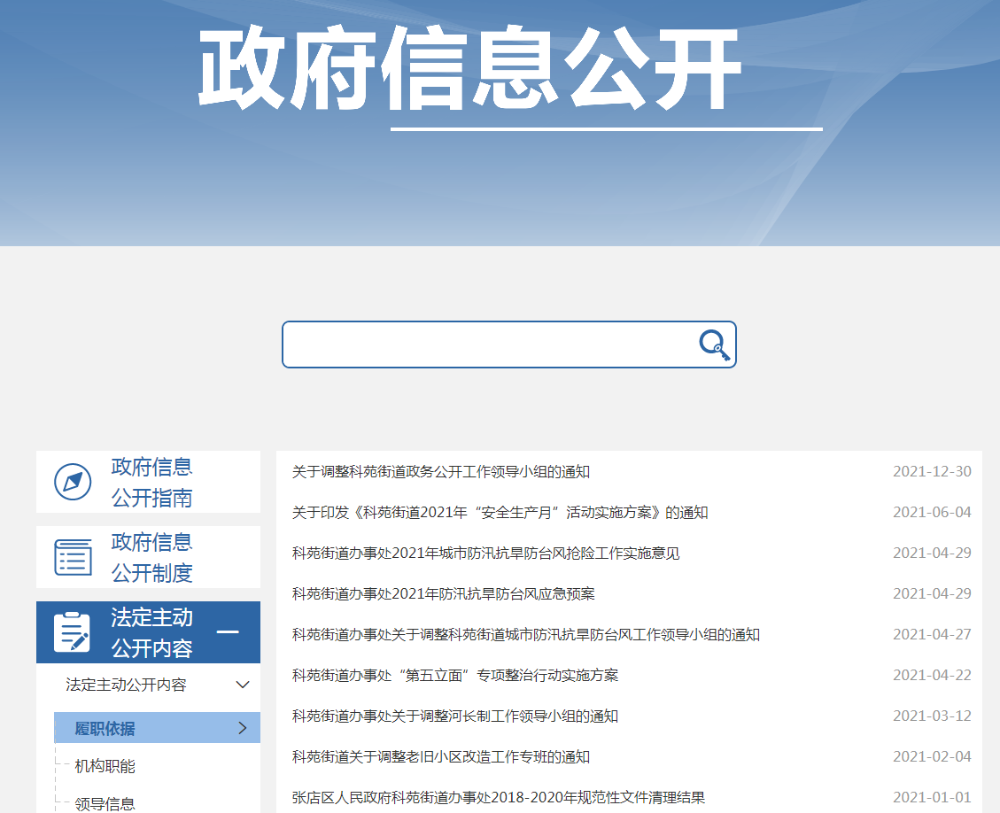 政府信息公开
政府信息
公开指南
政府信息
公开制度
法定主动
公开内容
法定主动公开内容
履职依据
机构职能
领导信息
关于调整科苑街道政务公开工作领导小组的通知 2021-12-30
关于印发《科苑街道2021年“安全生产月”活动实施方案》的通知 2021-06-04
科苑街道办事处2021年城市防汛抗旱防台风抢险工作实施意见 2021-04-29
科苑街道办事处2021年防汛抗旱防台风应急预案 2021-04-29
科苑街道办事处关于调整科苑街道城市防汛抗旱防台风工作领导小组的通知 2021-04-27
科苑街道办事处“第五立面”专项整治行动实施方案 2021-04-22
科苑街道办事处关于调整河长制工作领导小组的通知 2021-03-12
科苑街道关于调整老旧小区改造工作专班的通知 2021-02-04
张店区人民政府科苑街道办事处2018-2020年规范性文件清理结果 2021-01-01